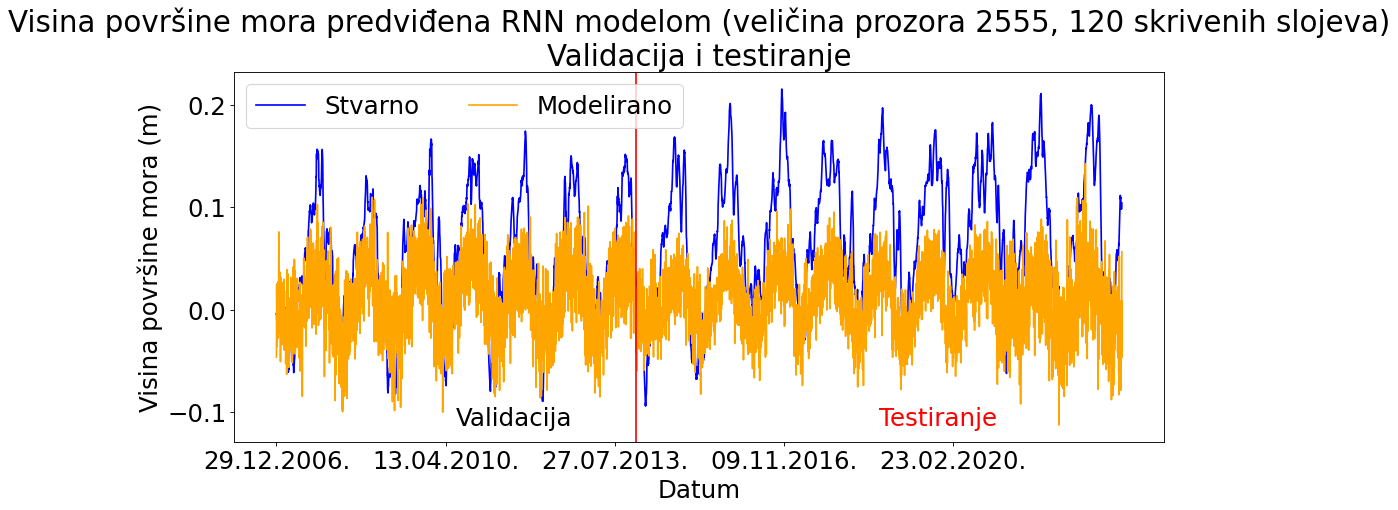 Visina površine mora predviđena RNN modelom (veličina prozora 2555, 120 skrivenih slojeva)
Validacija i testiranje
Stvarno
Modelirano
Visina površine mora (m)
0.2
0.1
0.0
−0.1
Validacija
Testiranje
29.12.2006.
13.04.2010.
27.07.2013.
09.11.2016.
23.02.2020.
Datum